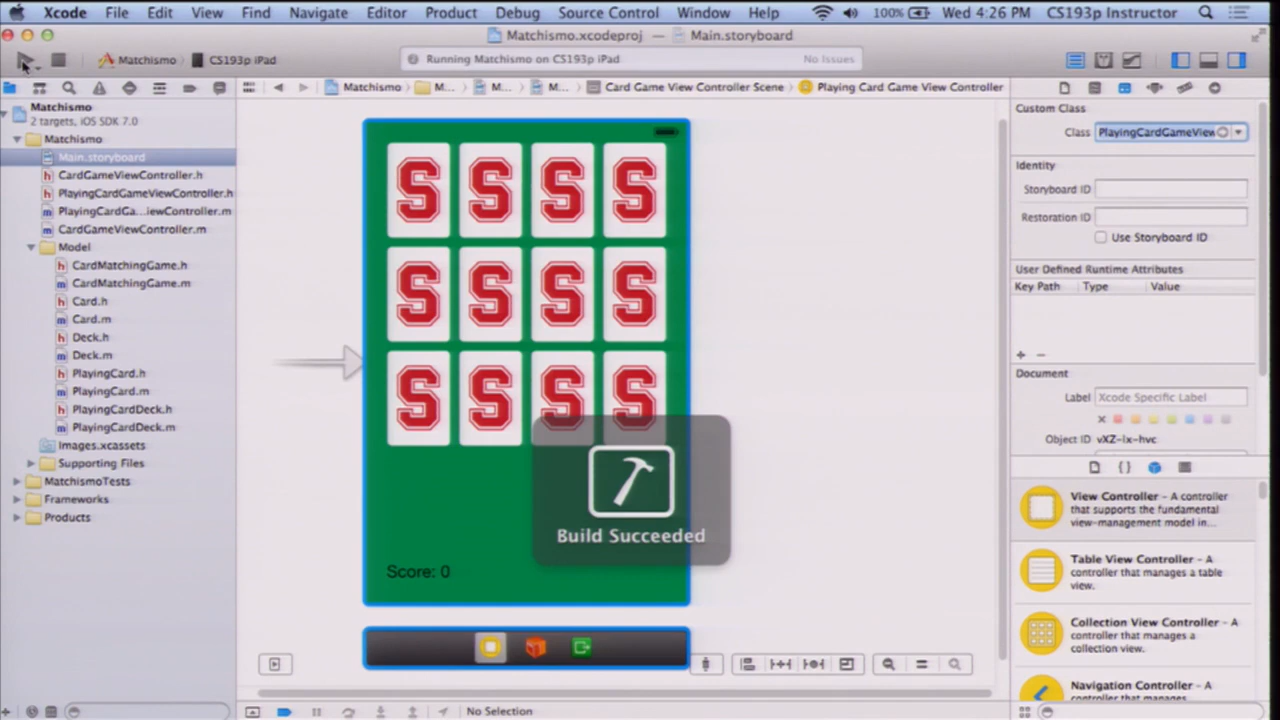 Xcode File Edit View Find Navigate Editor Product Debug Source Control Window Help 100% Wed 4:26 PM CS193p Instructor
Matchismo.xcodeproj — Main.storyboard
Matchismo CS193p iPad Running Matchismo on CS193p iPad No Issues
Matchismo M... M... M... Card Game View Controller Scene Playing Card Game View Controller
Matchismo
2 targets, iOS SDK 7.0
Matchismo
Main.storyboard
CardGameViewController.h
PlayingCardGameViewController.h
PlayingCardGa...iewController.m
CardGameViewController.m
Model
CardMatchingGame.h
CardMatchingGame.m
Card.h
Card.m
Deck.h
Deck.m
PlayingCard.h
PlayingCard.m
PlayingCardDeck.h
PlayingCardDeck.m
Images.xcassets
Supporting Files
MatchismoTests
Frameworks
Products
S S S S
S S S S
S S S S
Build Succeeded
Score: 0
No Selection
Custom Class
Class PlayingCardGameView
Identity
Storyboard ID
Restoration ID
Use Storyboard ID
User Defined Runtime Attributes
Key Path Type Value
Document
Label Xcode Specific Label
Object ID vXZ-lx-hvc
View Controller - A controller
that supports the fundamental
view-management model in...
Table View Controller - A
controller that manages a table
view.
Collection View Controller - A
controller that manages a
collection view.
Navigation Controller - A
controller that manages